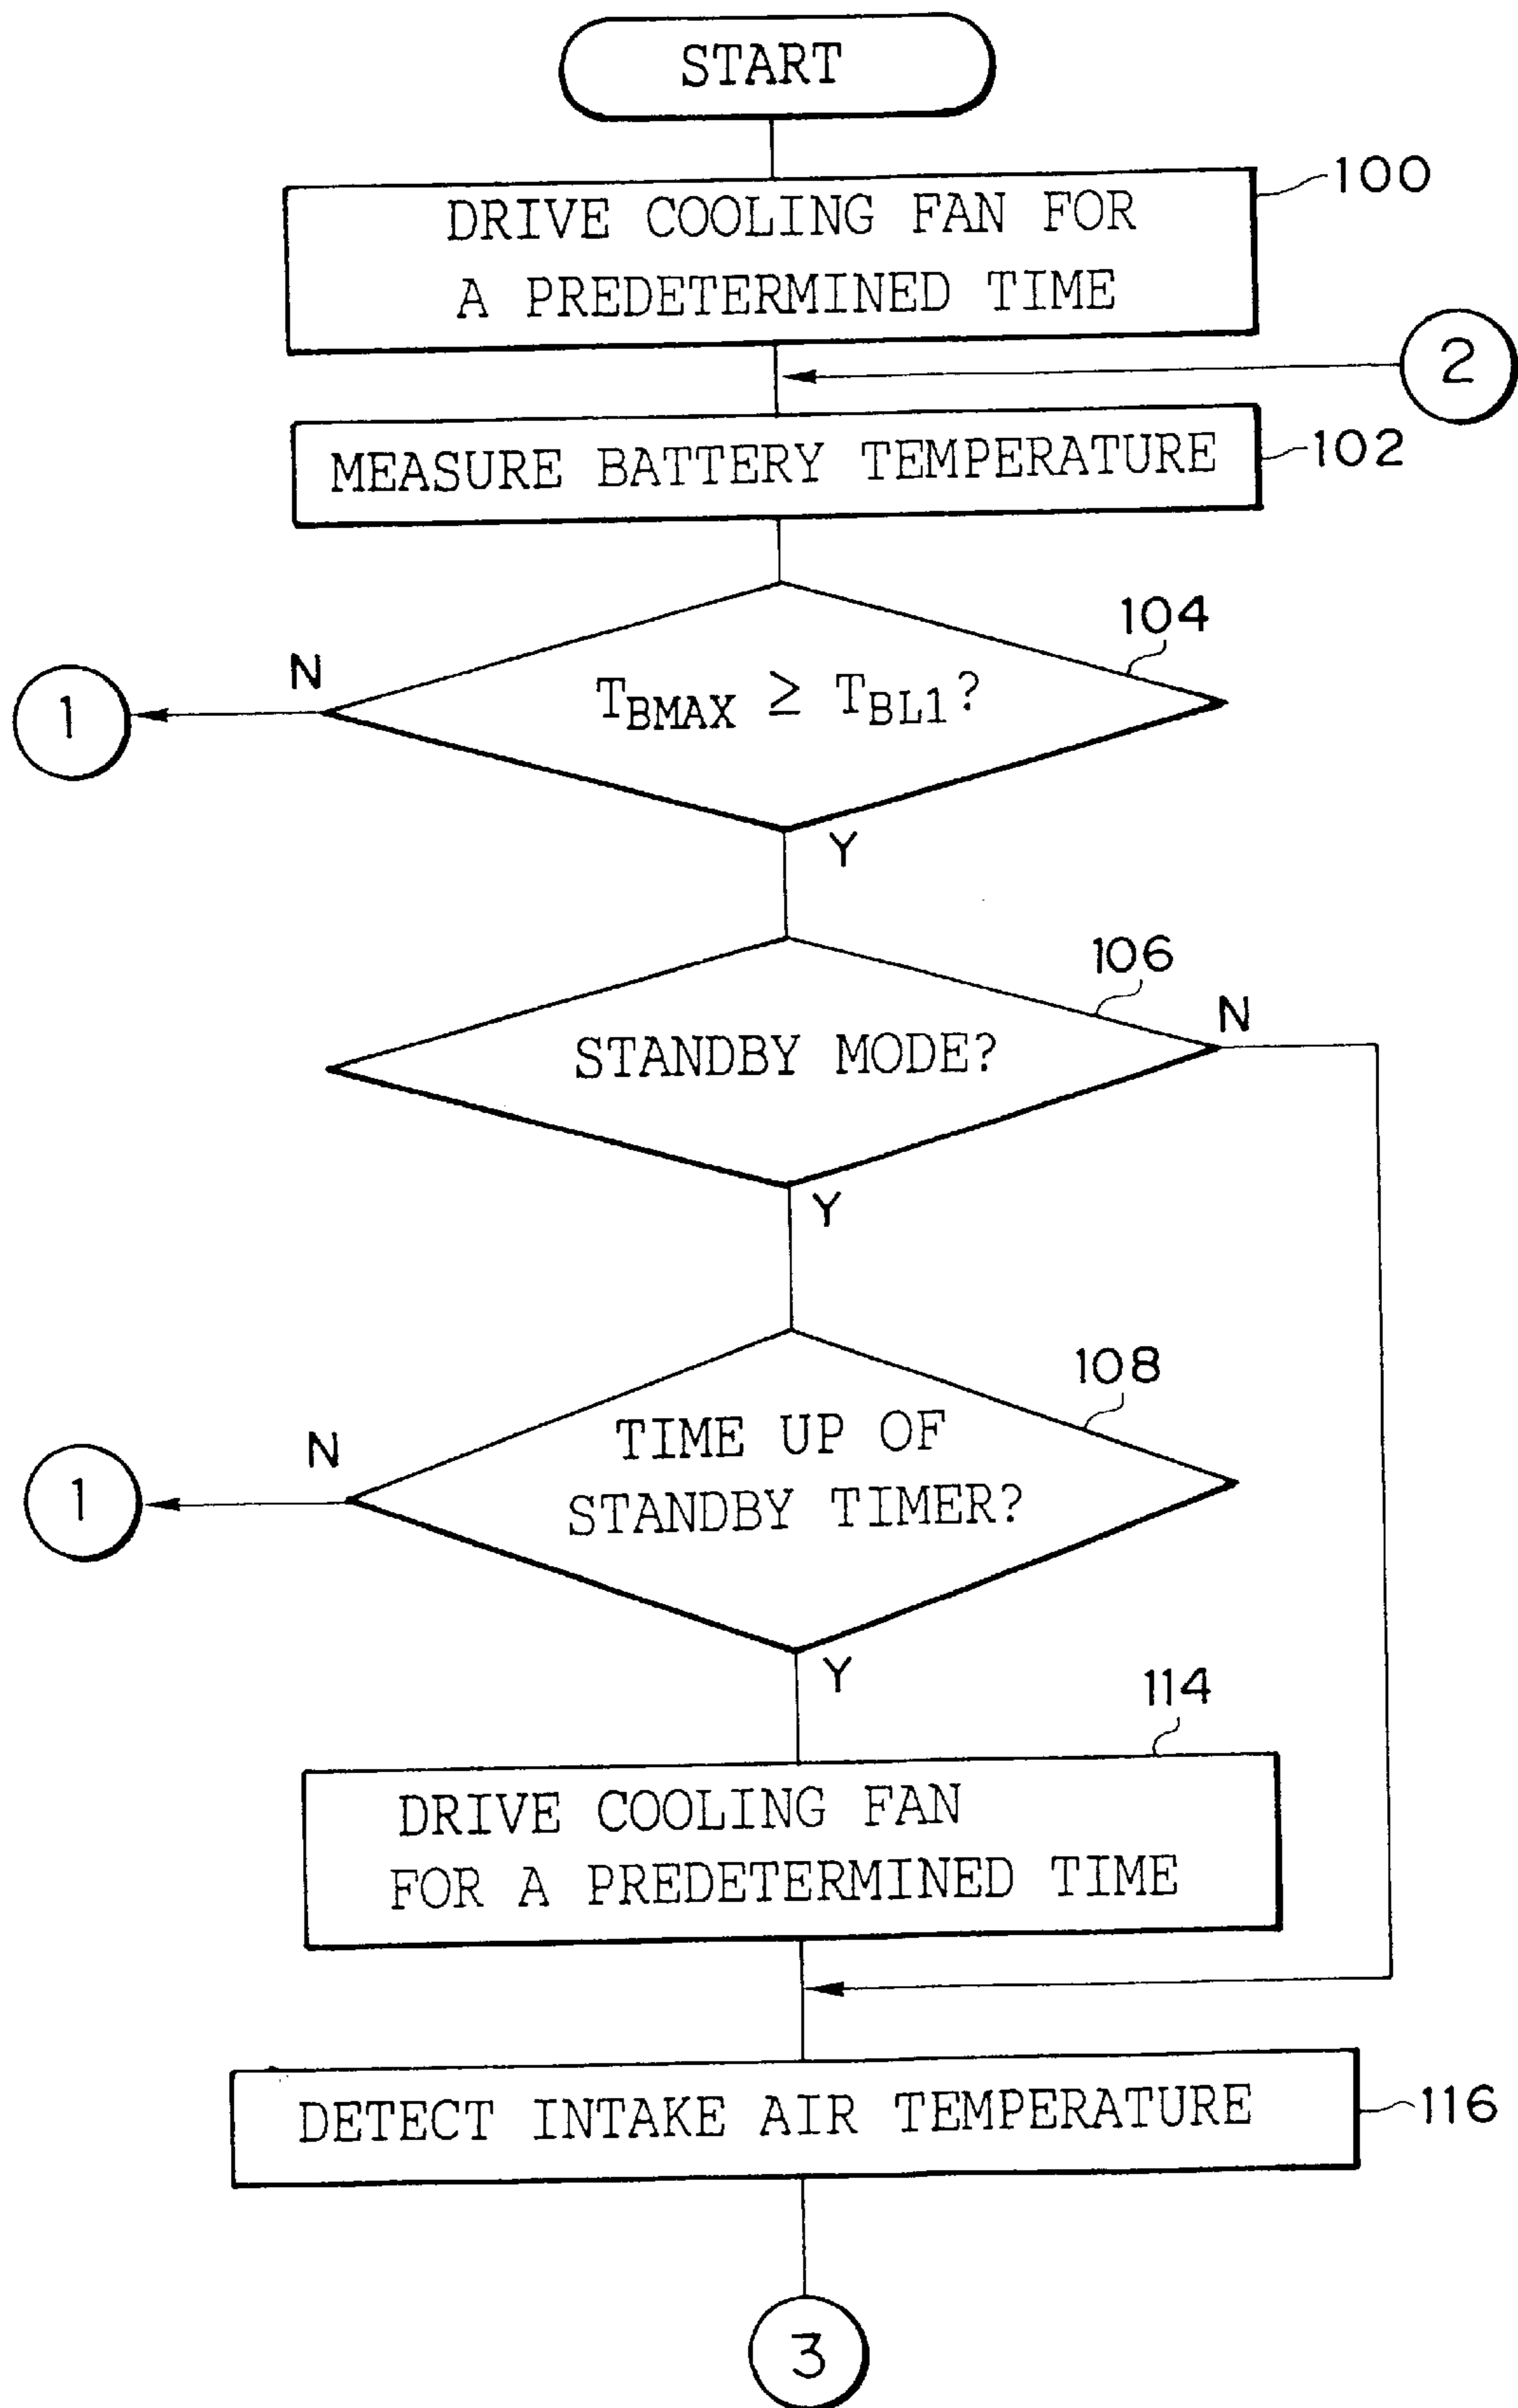 START
100
DRIVE COOLING FAN FOR
A PREDETERMINED TIME
2
MEASURE BATTERY TEMPERATURE
102
104
N
1
TBMAX ≥ TBL1?
Y
106
N
STANDBY MODE?
Y
108
N
1
TIME UP OF
STANDBY TIMER?
Y
114
DRIVE COOLING FAN
FOR A PREDETERMINED TIME
DETECT INTAKE AIR TEMPERATURE
116
3